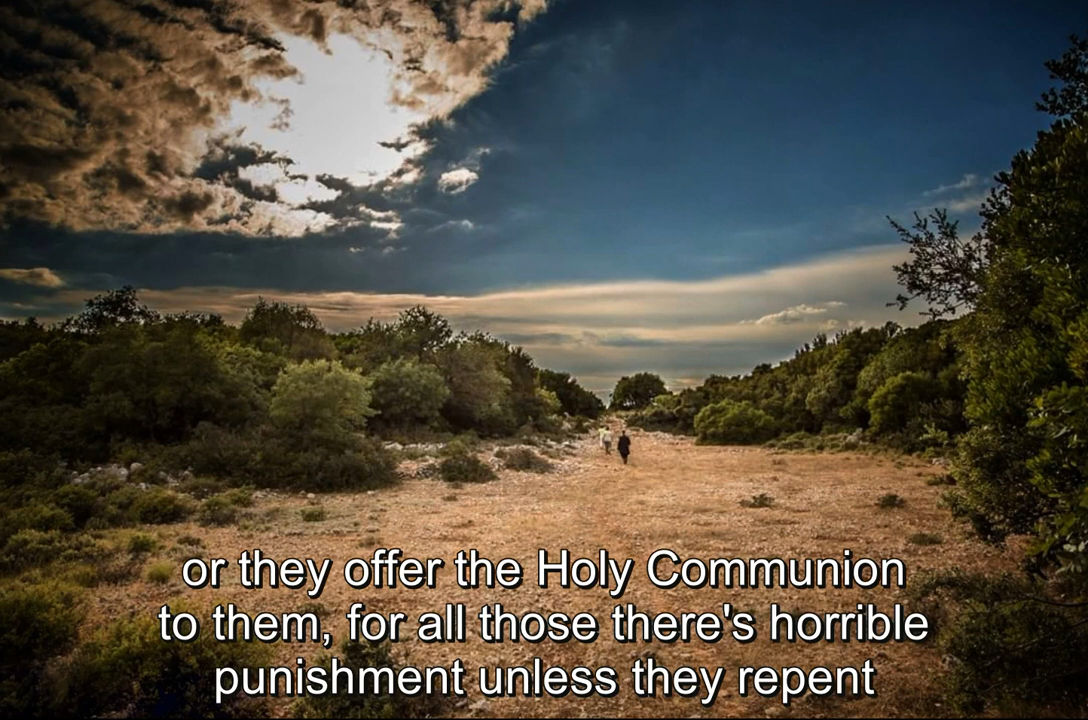 or they offer the Holy Communion
to them, for all those there's horrible
punishment unless they repent